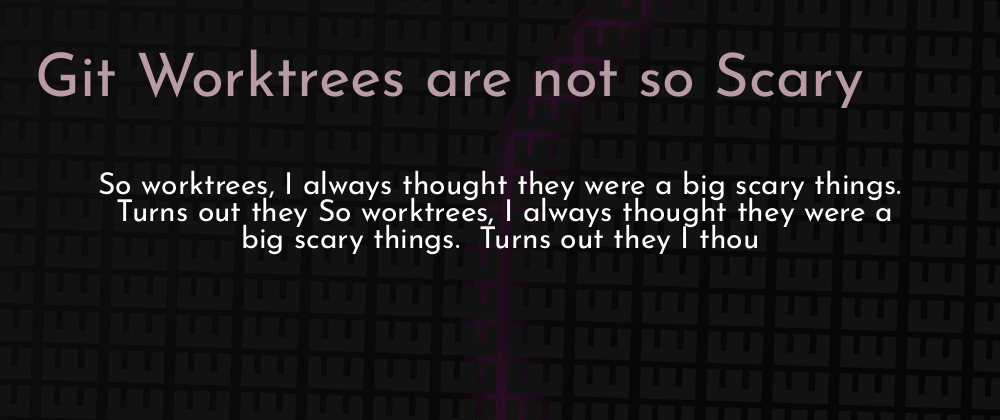 Git Worktrees are not so Scary
So worktrees, I always thought they were a big scary things.
Turns out they So worktrees, I always thought they were a
big scary things.  Turns out they I thou